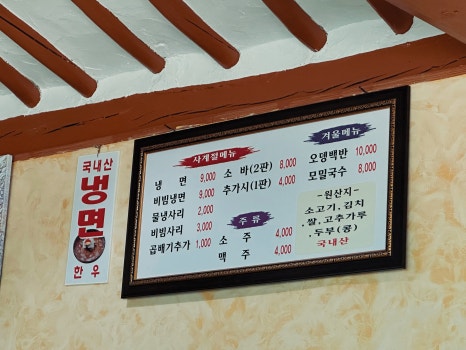 국내산
냉면
한우
사계절메뉴
냉 면 9,000
비빔냉면 9,000
물냉사리 2,000
비빔사리 3,000
곱빼기추가 1,000
소 바(2판) 8,000
추가시(1판) 4,000
주 류
소 주 4,000
맥 주 4,000
겨울메뉴
오뎅백반 10,000
모밀국수 8,000
-원산지-
소고기, 김치
,쌀,고추가루
,두부(콩)
국내산